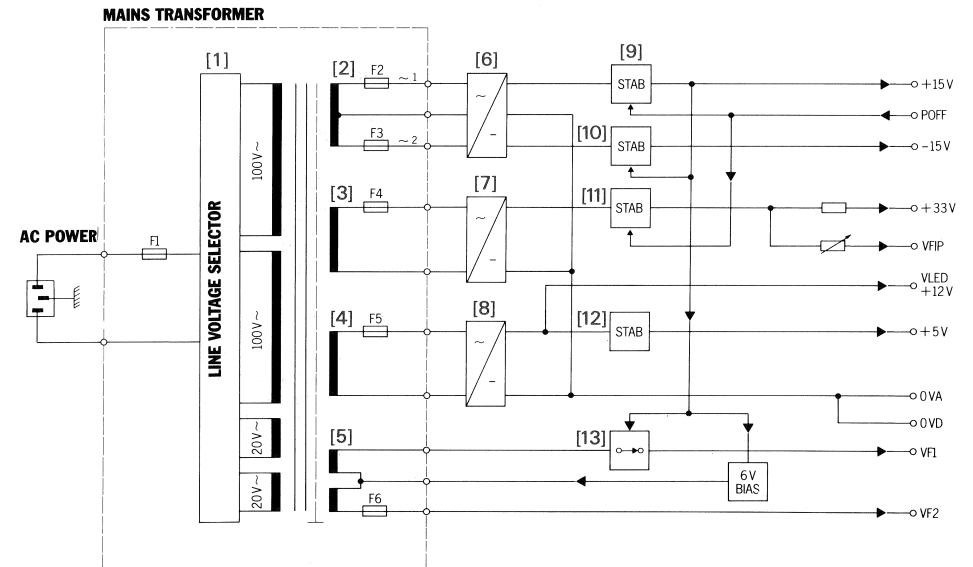 MAINS TRANSFORMER
[1]
[2]
F2
~ 1
[6]
~
–
[9]
STAB
+15V
POFF
F3
~ 2
[10]
STAB
-15V
100V~
[3]
F4
[7]
~
–
[11]
STAB
+33V
VFIP
AC POWER
F1
LINE VOLTAGE SELECTOR
VLED
+12V
100V~
[4]
F5
[8]
~
–
[12]
STAB
+5V
0VA
0VD
20V~
[5]
[13]
VF1
6V
BIAS
20V~
F6
VF2